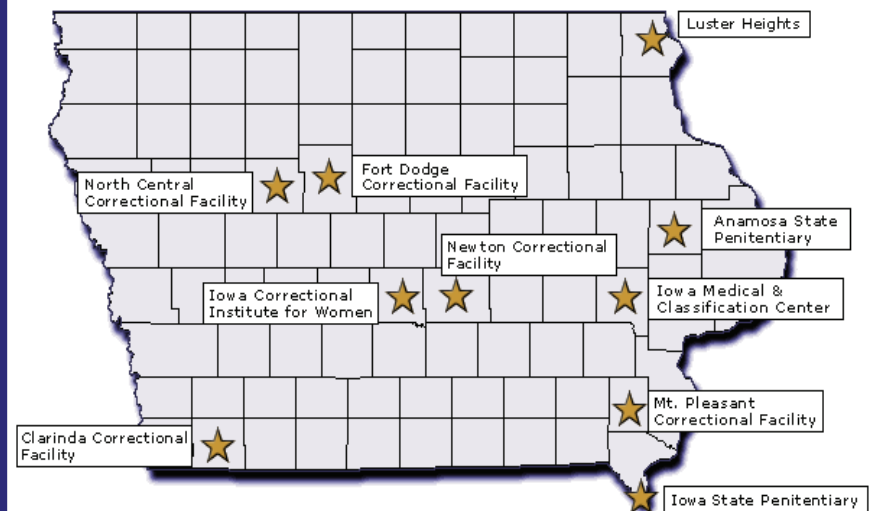 Luster Heights
Fort Dodge
Correctional Facility
North Central
Correctional Facility
Anamosa State
Penitentiary
Newton Correctional
Facility
Iowa Correctional
Institute for Women
Iowa Medical &
Classification Center
Mt. Pleasant
Correctional Facility
Clarinda Correctional
Facility
Iowa State Penitentiary